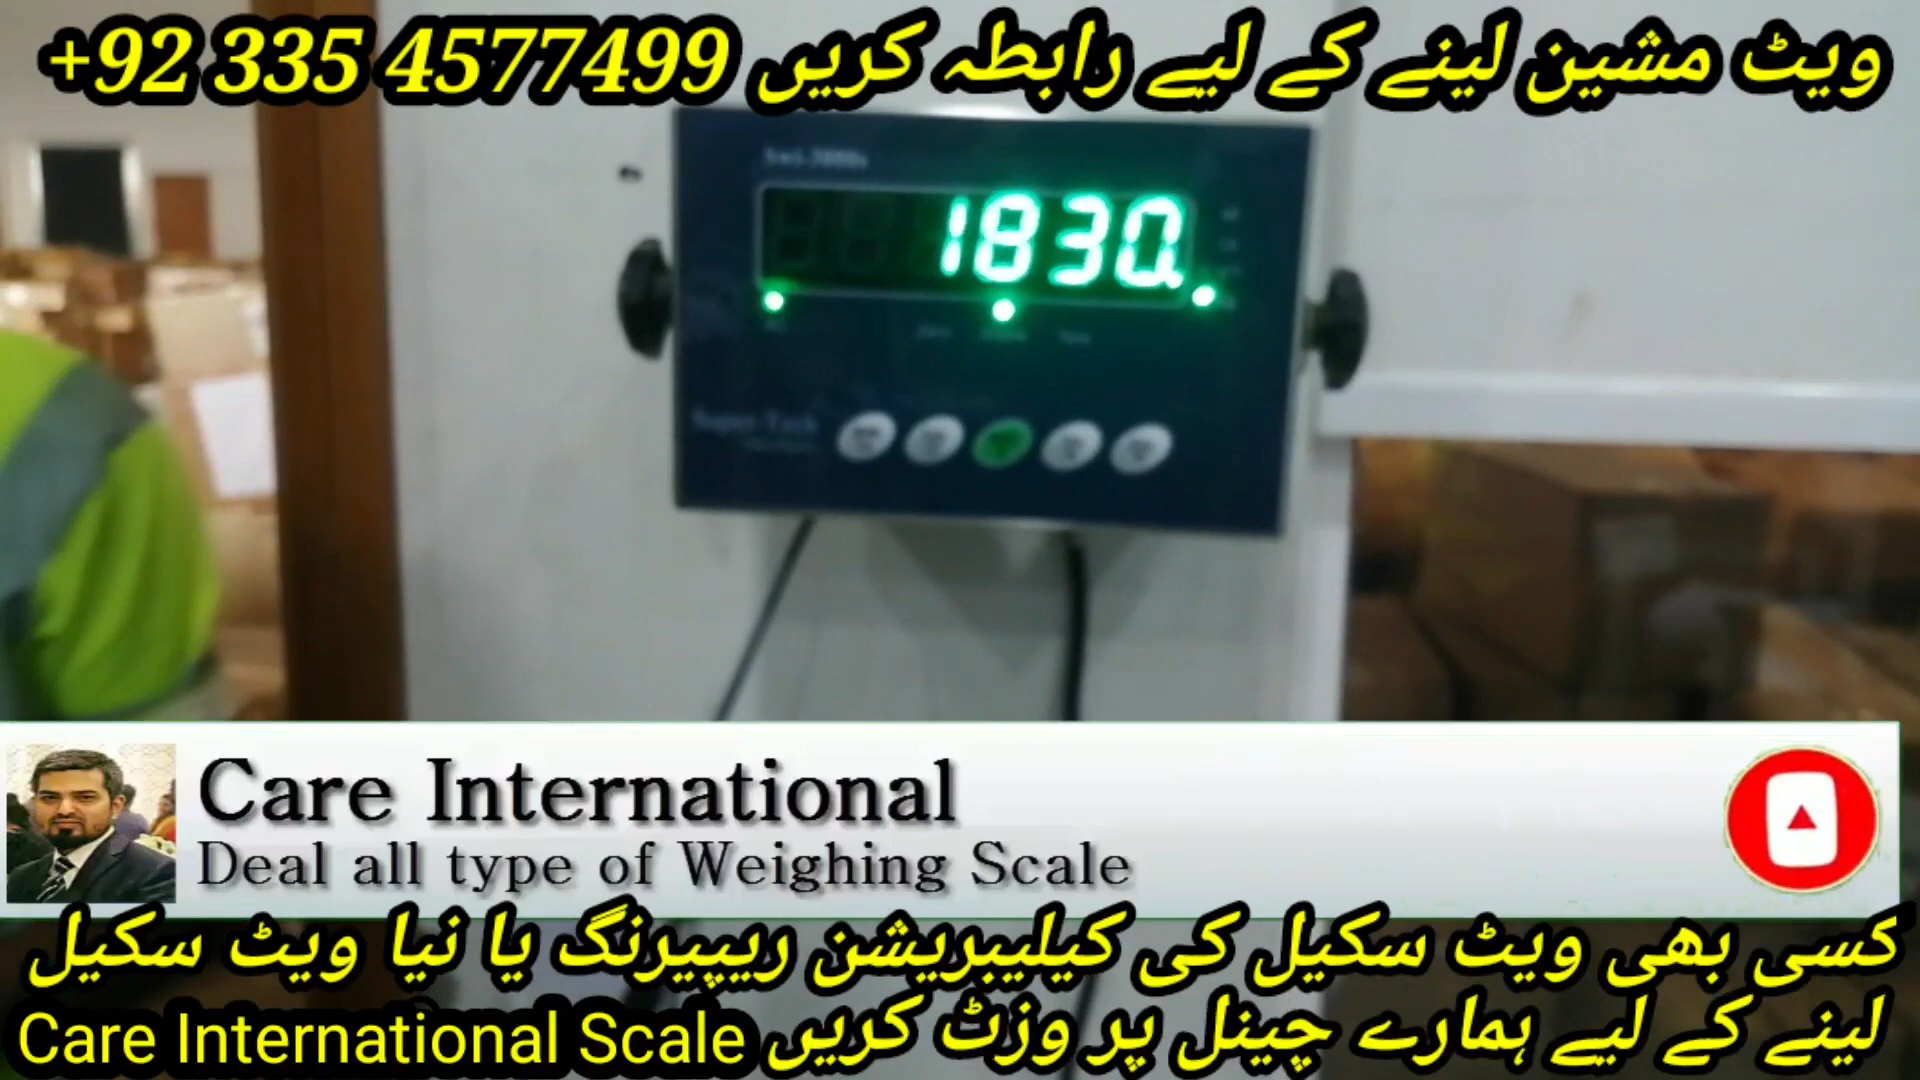 ویٹ مشین لینے کے لیے رابطہ کریں +92 335 4577499
1830.
Super Tech
Care International
Deal all type of Weighing Scale
کسی بھی ویٹ سکیل کی کیلیبریشن ریپیرنگ یا نیا ویٹ سکیل
لینے کے لیے ہمارے چینل پر وزٹ کریں Care International Scale